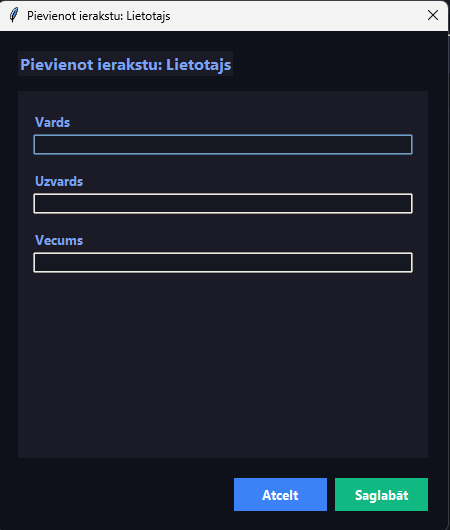 Pievienot ierakstu: Lietotajs
Pievienot ierakstu: Lietotajs
Vards
Uzvards
Vecums
Atcelt
Saglabāt